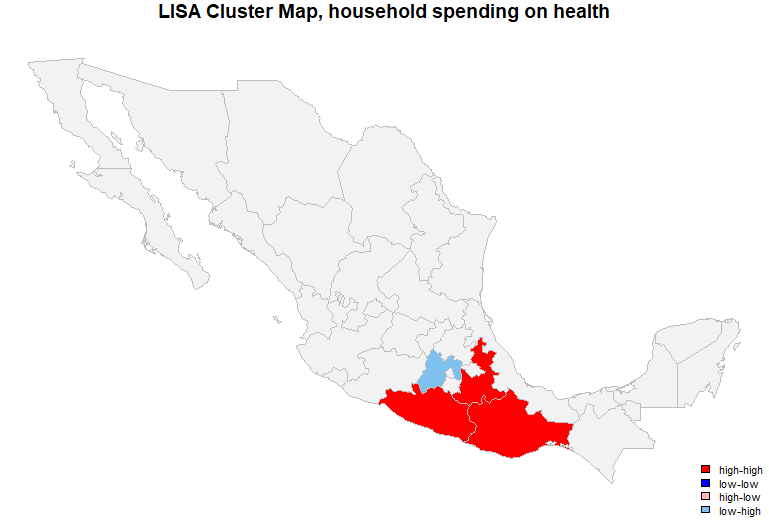 LISA Cluster Map, household spending on health
high-high
low-low
high-low
low-high